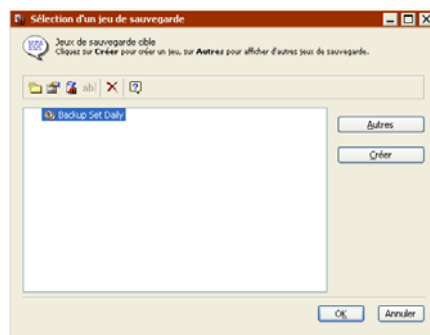 Sélection d'un jeu de sauvegarde
Jeux de sauvegarde cible
Cliquez sur Créer pour créer un jeu, sur Autres pour afficher d'autres jeux de sauvegarde.
ab|
Backup Set Daily
Autres
Créer
OK
Annuler